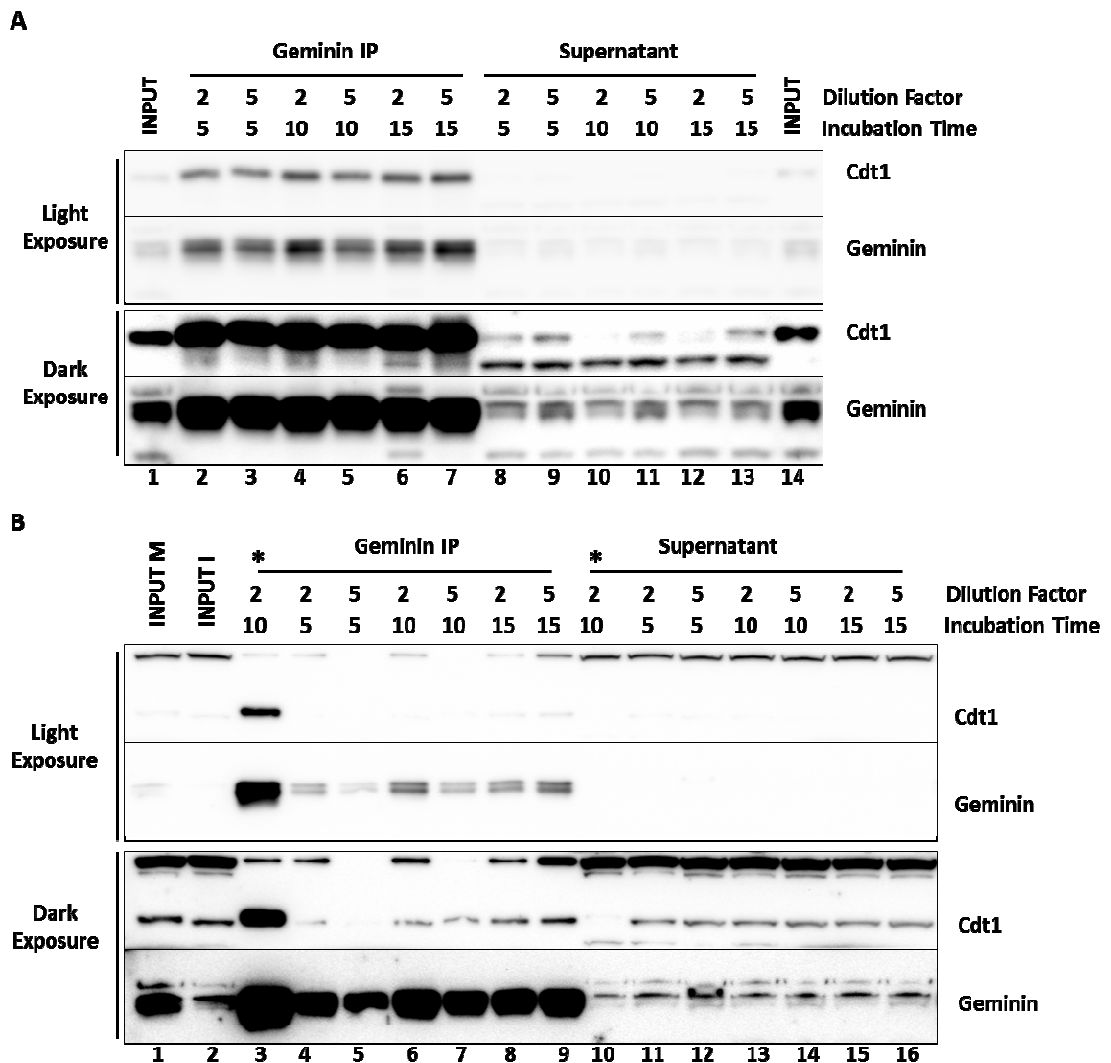 A
Geminin IP Supernatant
INPUT 2 5 2 5 2 5 2 5 2 5 2 5 INPUT Dilution Factor
5 5 10 10 15 15 5 5 10 10 15 15 Incubation Time
Cdt1
Light
Exposure
Geminin
Cdt1
Dark
Exposure
Geminin
1 2 3 4 5 6 7 8 9 10 11 12 13 14
B
INPUT M INPUT I * Geminin IP * Supernatant
2 2 5 2 5 2 5 2 2 5 2 5 2 5 Dilution Factor
10 5 5 10 10 15 15 10 5 5 10 10 15 15 Incubation Time
Cdt1
Light
Exposure
Geminin
Dark
Exposure
Cdt1
Geminin
1 2 3 4 5 6 7 8 9 10 11 12 13 14 15 16